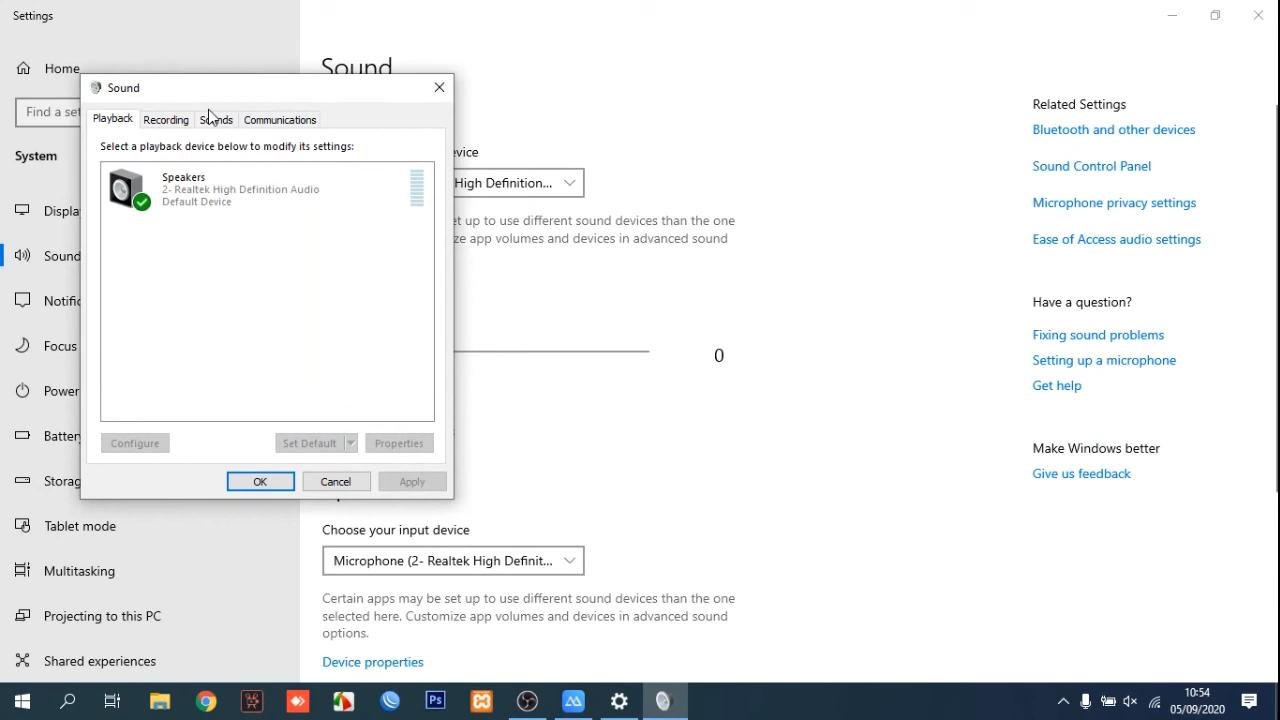 Settings
Home
Find a set
System
Displa
Sound
Notific
Focus
Power
Batter
Storag
Tablet mode
Multitasking
Projecting to this PC
Shared experiences
Sound
Playback
Recording
Sounds
Communications
Select a playback device below to modify its settings:
Speakers
2- Realtek High Definition Audio
Default Device
Configure
Set Default
Properties
OK
Cancel
Apply
Sound
evice
High Definition...
et up to use different sound devices than the one
ze app volumes and devices in advanced sound
0
Choose your input device
Microphone (2- Realtek High Definit...
Certain apps may be set up to use different sound devices than the one
selected here. Customize app volumes and devices in advanced sound
options.
Device properties
Related Settings
Bluetooth and other devices
Sound Control Panel
Microphone privacy settings
Ease of Access audio settings
Have a question?
Fixing sound problems
Setting up a microphone
Get help
Make Windows better
Give us feedback
Ps
10:54
05/09/2020